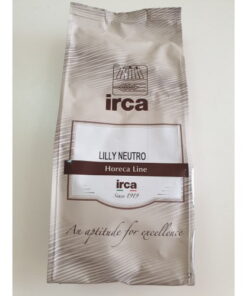 irca
LILLY NEUTRO
Horeca Line
irca
Since 1919
An aptitude for excellence